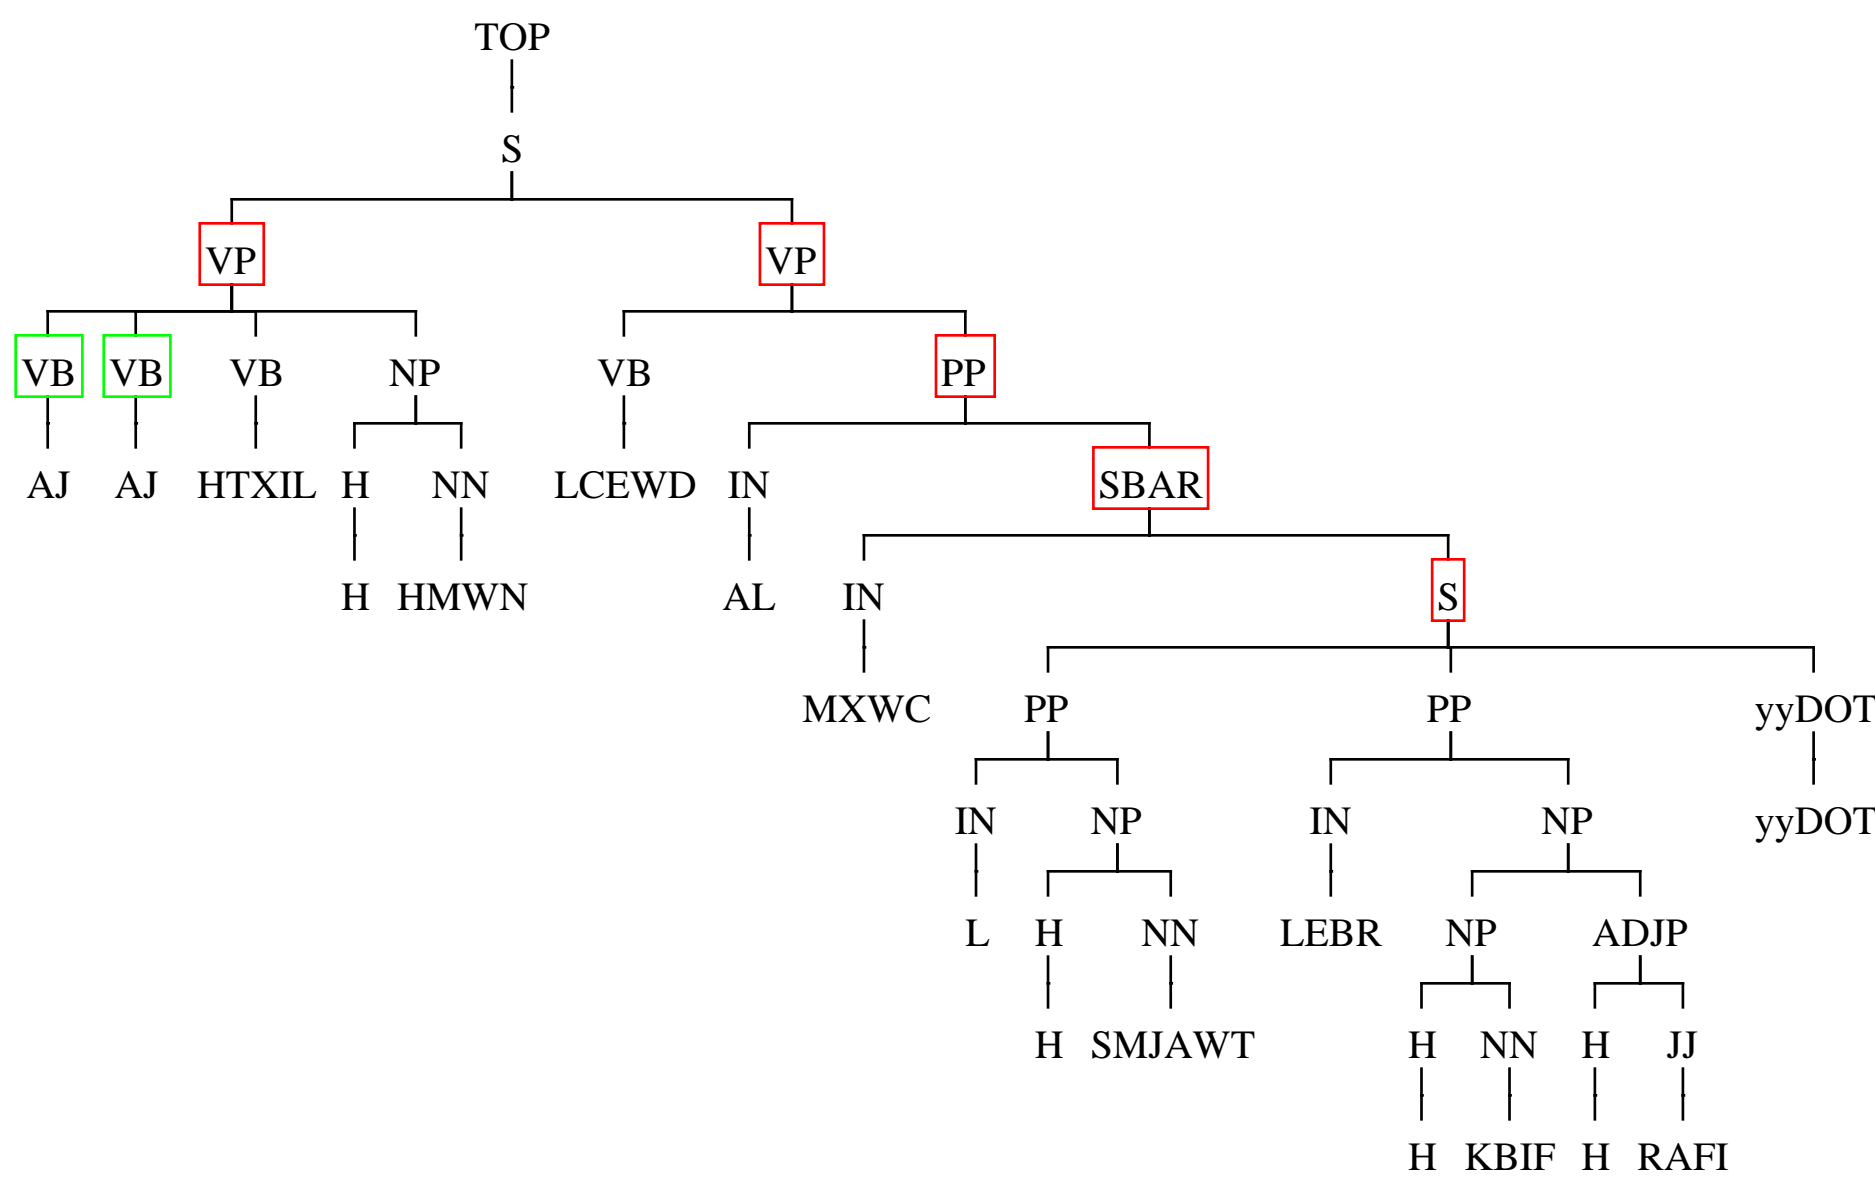 TOP
S
VP VP
VB VB VB NP VB PP
AJ AJ HTXIL H NN LCEWD IN SBAR
H HMWN AL IN S
MXWC PP PP yyDOT
IN NP IN NP yyDOT
L H NN LEBR NP ADJP
H SMJAWT H NN H JJ
H KBIF H RAFI